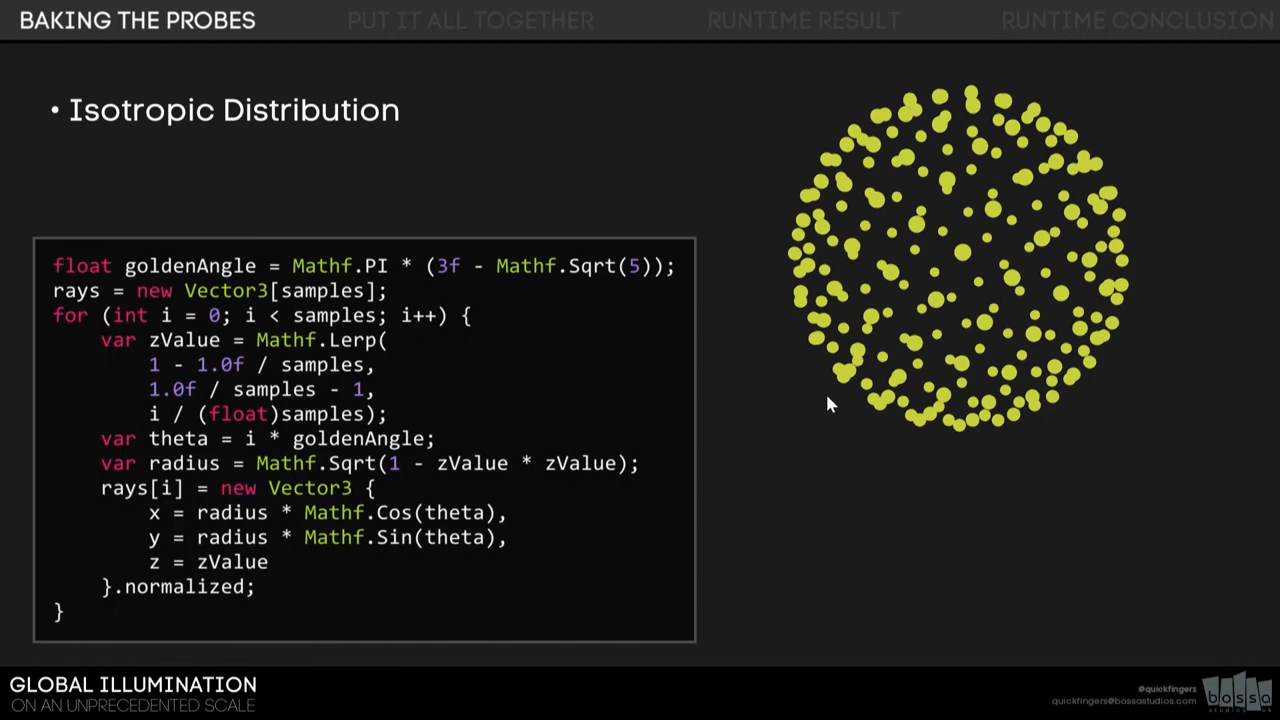 BAKING THE PROBES PUT IT ALL TOGETHER RUNTIME RESULT RUNTIME CONCLUSION
• Isotropic Distribution
float goldenAngle = Mathf.PI * (3f - Mathf.Sqrt(5));
rays = new Vector3[samples];
for (int i = 0; i < samples; i++) {
    var zValue = Mathf.Lerp(
        1 - 1.0f / samples,
        1.0f / samples - 1,
        i / (float)samples);
    var theta = i * goldenAngle;
    var radius = Mathf.Sqrt(1 - zValue * zValue);
    rays[i] = new Vector3 {
        x = radius * Mathf.Cos(theta),
        y = radius * Mathf.Sin(theta),
        z = zValue
    }.normalized;
}
GLOBAL ILLUMINATION
ON AN UNPRECEDENTED SCALE
@quickfingerz
quickfingers@bossastudios.com
bossa
studios